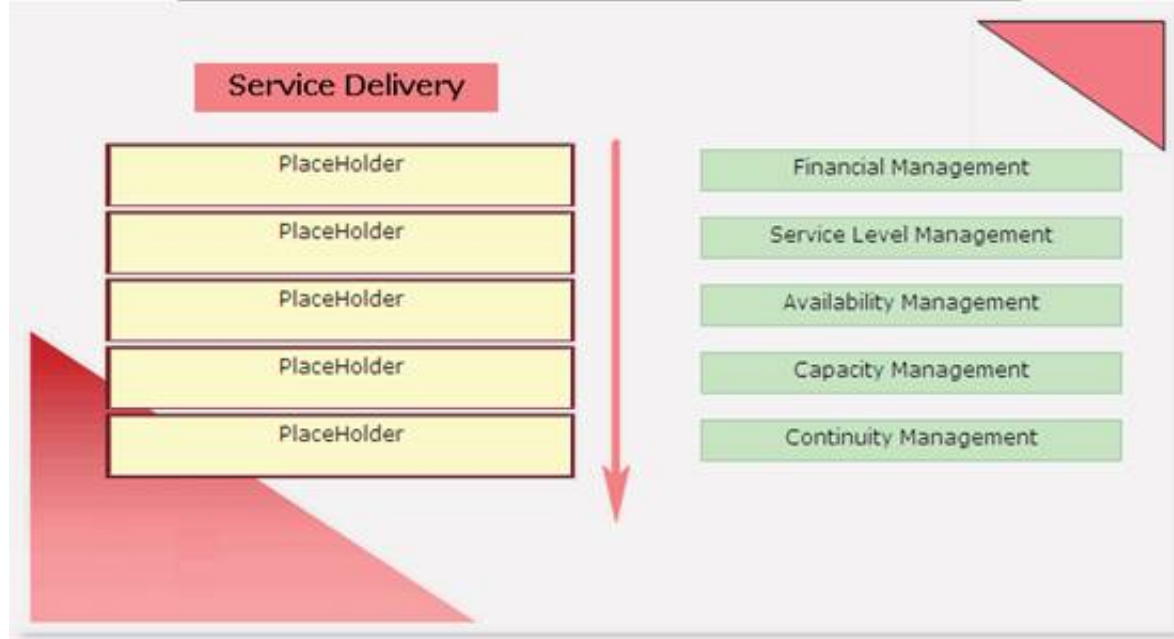 Service Delivery
PlaceHolder
Financial Management
PlaceHolder
Service Level Management
PlaceHolder
Availability Management
PlaceHolder
Capacity Management
PlaceHolder
Continuity Management